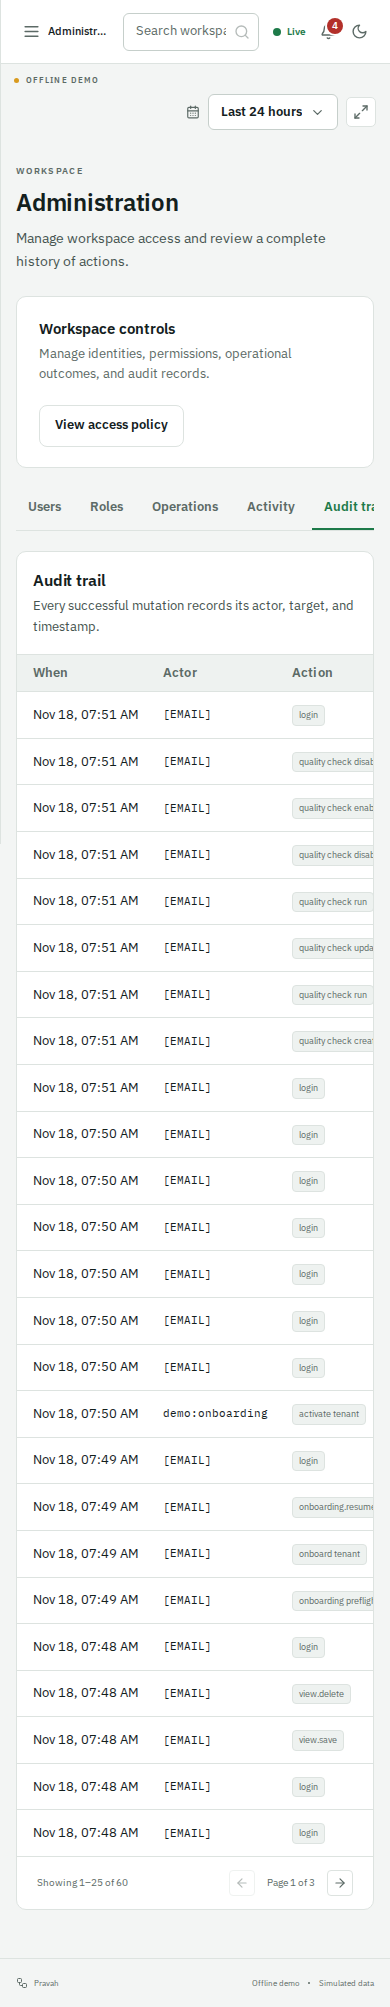 Administr...
Search workspa
Live
4
OFFLINE DEMO
Last 24 hours
WORKSPACE
Administration
Manage workspace access and review a complete
history of actions.
Workspace controls
Manage identities, permissions, operational
outcomes, and audit records.
View access policy
Users Roles Operations Activity Audit tra
Audit trail
Every successful mutation records its actor, target, and
timestamp.
When Actor Action
Nov 18, 07:51 AM [EMAIL] login
Nov 18, 07:51 AM [EMAIL] quality check disab
Nov 18, 07:51 AM [EMAIL] quality check enab
Nov 18, 07:51 AM [EMAIL] quality check disab
Nov 18, 07:51 AM [EMAIL] quality check run
Nov 18, 07:51 AM [EMAIL] quality check upda
Nov 18, 07:51 AM [EMAIL] quality check run
Nov 18, 07:51 AM [EMAIL] quality check creat
Nov 18, 07:51 AM [EMAIL] login
Nov 18, 07:50 AM [EMAIL] login
Nov 18, 07:50 AM [EMAIL] login
Nov 18, 07:50 AM [EMAIL] login
Nov 18, 07:50 AM [EMAIL] login
Nov 18, 07:50 AM [EMAIL] login
Nov 18, 07:50 AM [EMAIL] login
Nov 18, 07:50 AM demo:onboarding activate tenant
Nov 18, 07:49 AM [EMAIL] login
Nov 18, 07:49 AM [EMAIL] onboarding.resume
Nov 18, 07:49 AM [EMAIL] onboard tenant
Nov 18, 07:49 AM [EMAIL] onboarding prefligh
Nov 18, 07:48 AM [EMAIL] login
Nov 18, 07:48 AM [EMAIL] view.delete
Nov 18, 07:48 AM [EMAIL] view.save
Nov 18, 07:48 AM [EMAIL] login
Nov 18, 07:48 AM [EMAIL] login
Showing 1–25 of 60 Page 1 of 3
Pravah Offline demo • Simulated data